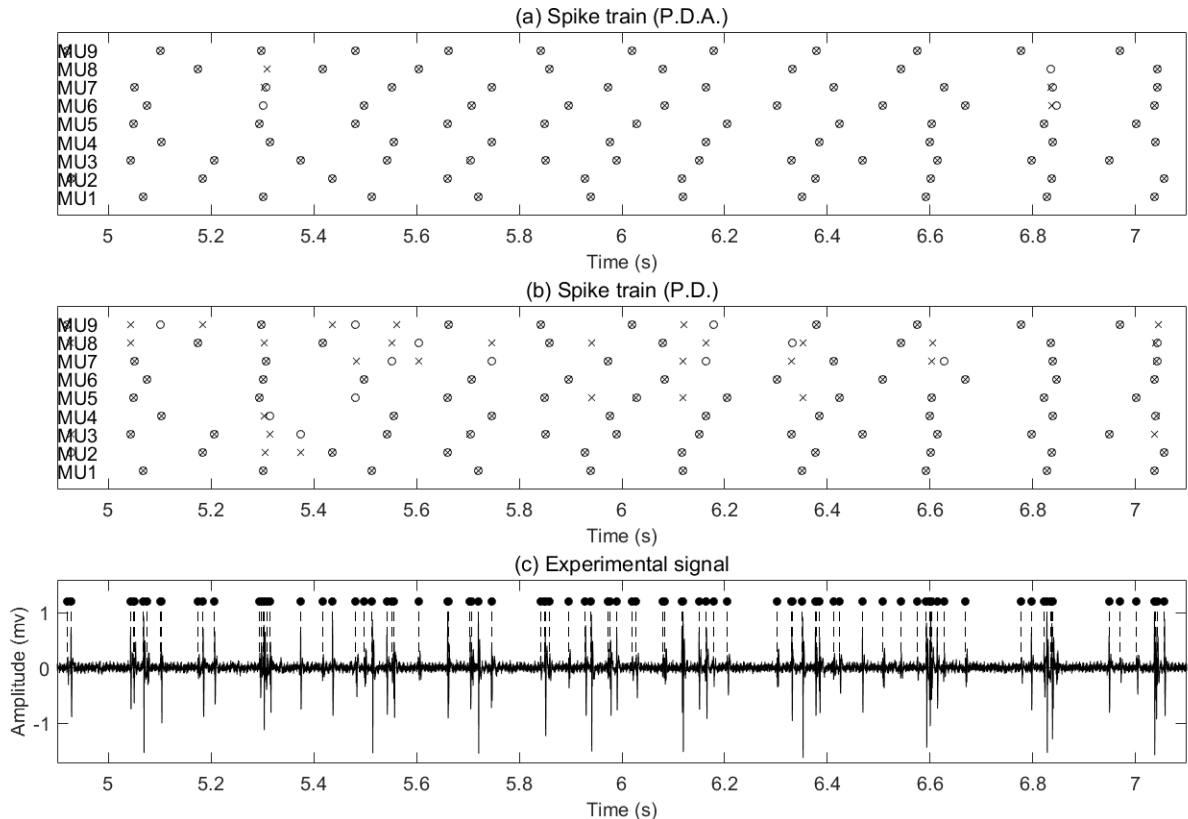 (a) Spike train (P.D.A.)
MU9
MU8
MU7
MU6
MU5
MU4
MU3
MU2
MU1
5 5.2 5.4 5.6 5.8 6 6.2 6.4 6.6 6.8 7
Time (s)
(b) Spike train (P.D.)
MU9
MU8
MU7
MU6
MU5
MU4
MU3
MU2
MU1
5 5.2 5.4 5.6 5.8 6 6.2 6.4 6.6 6.8 7
Time (s)
(c) Experimental signal
Amplitude (mv)
1
0
-1
5 5.2 5.4 5.6 5.8 6 6.2 6.4 6.6 6.8 7
Time (s)